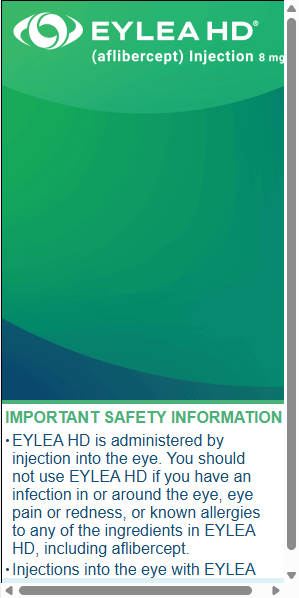 EYLEA HD®
(aflibercept) Injection 8 mg
IMPORTANT SAFETY INFORMATION
• EYLEA HD is administered by
injection into the eye. You should
not use EYLEA HD if you have an
infection in or around the eye, eye
pain or redness, or known allergies
to any of the ingredients in EYLEA
HD, including aflibercept.
• Injections into the eye with EYLEA